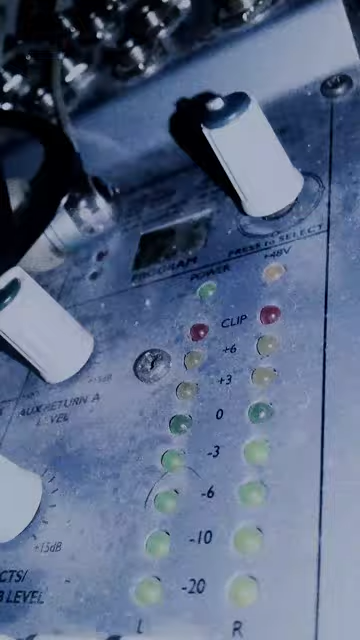 PRESS to SELECT
PROGRAM
POWER
+48V
CLIP
+6
+3
0
-3
-6
-10
-20
L R
+15dB
AUX RETURN A
LEVEL
+15dB
CTS/
LEVEL